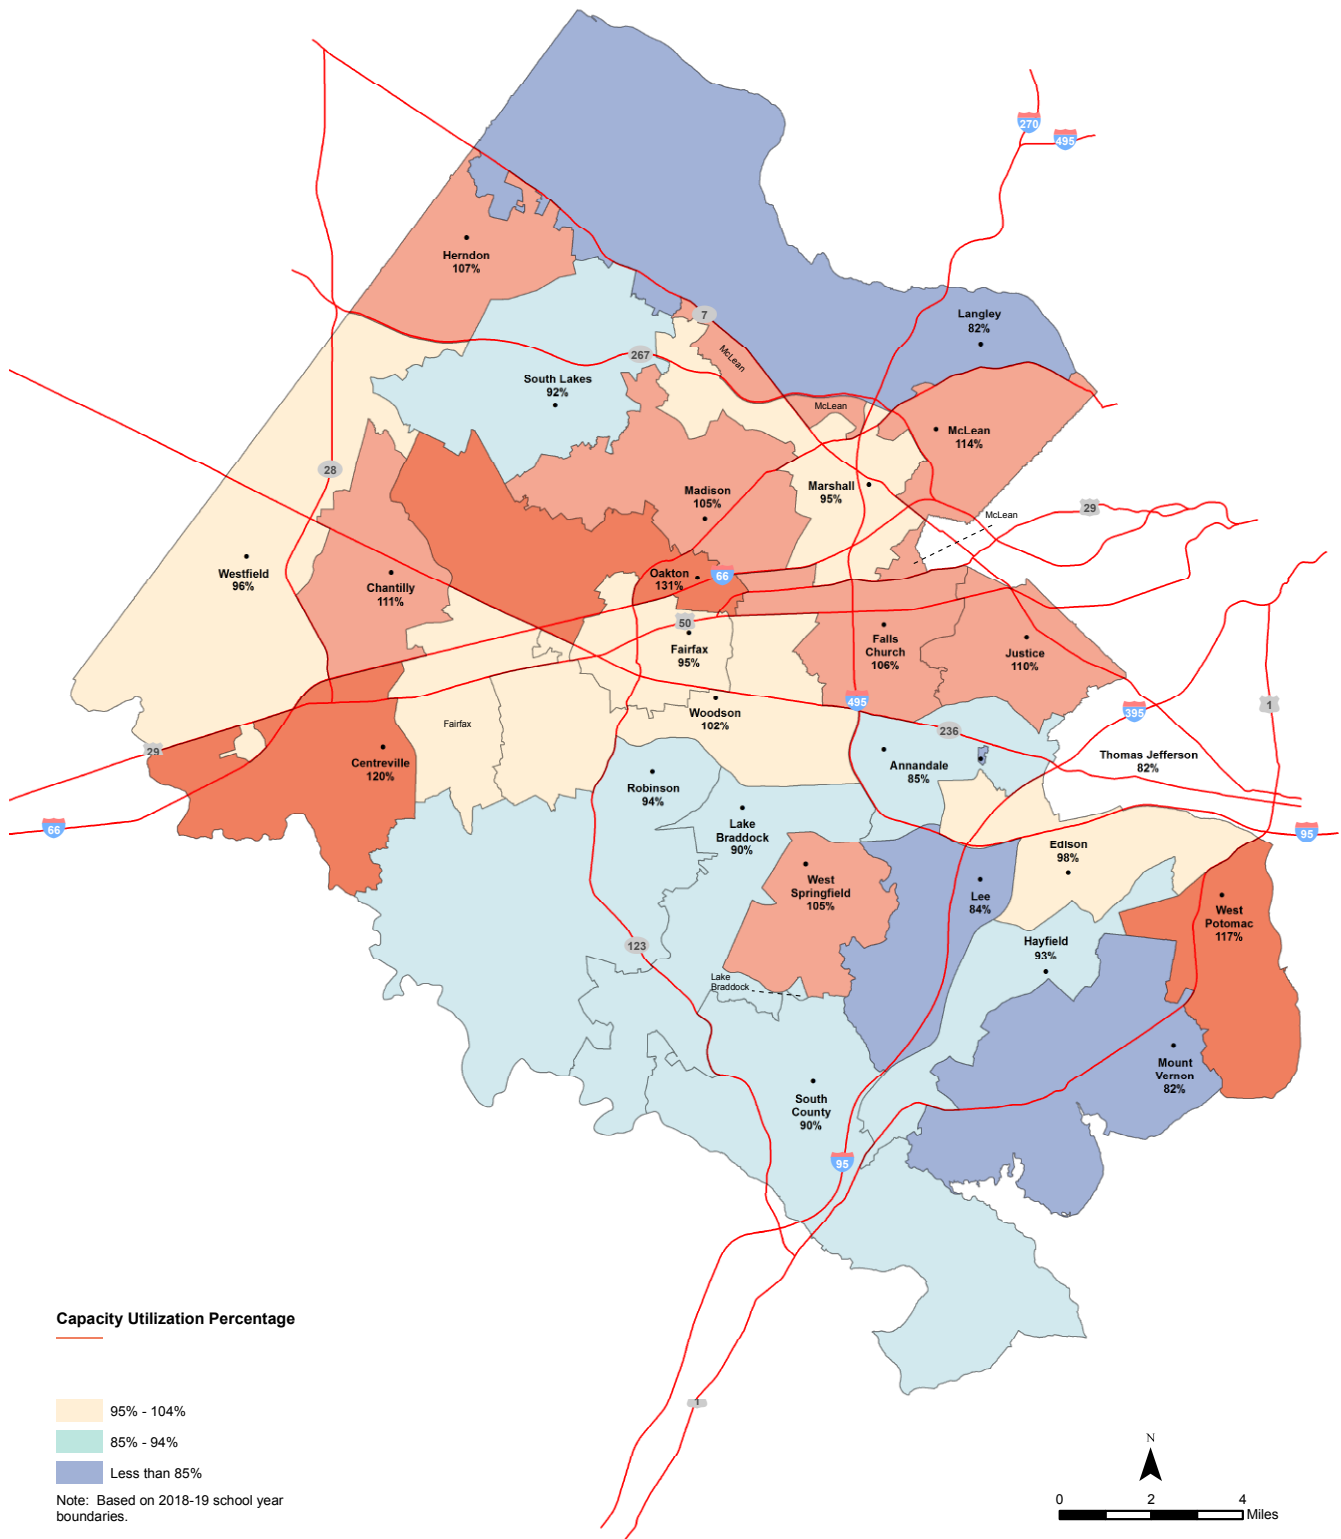 270
495
Herndon
107%
7
Langley
82%
McLean
267
South Lakes
92%
McLean
McLean
114%
28
Madison
105%
Marshall
95%
29
McLean
Westfield
96%
Chantilly
111%
Oakton
131%
66
50
Fairfax
95%
Falls
Church
106%
Justice
110%
495
395
1
Woodson
102%
Fairfax
236
29
Centreville
120%
Annandale
85%
Thomas Jefferson
82%
Robinson
94%
Lake
Braddock
90%
66
95
Edison
98%
West
Springfield
105%
Lee
84%
West
Potomac
117%
123
Hayfield
93%
Lake
Braddock
Mount
Vernon
82%
South
County
90%
95
1
Capacity Utilization Percentage
95% - 104%
85% - 94%
Less than 85%
Note: Based on 2018-19 school year
boundaries.
N
0 2 4
Miles